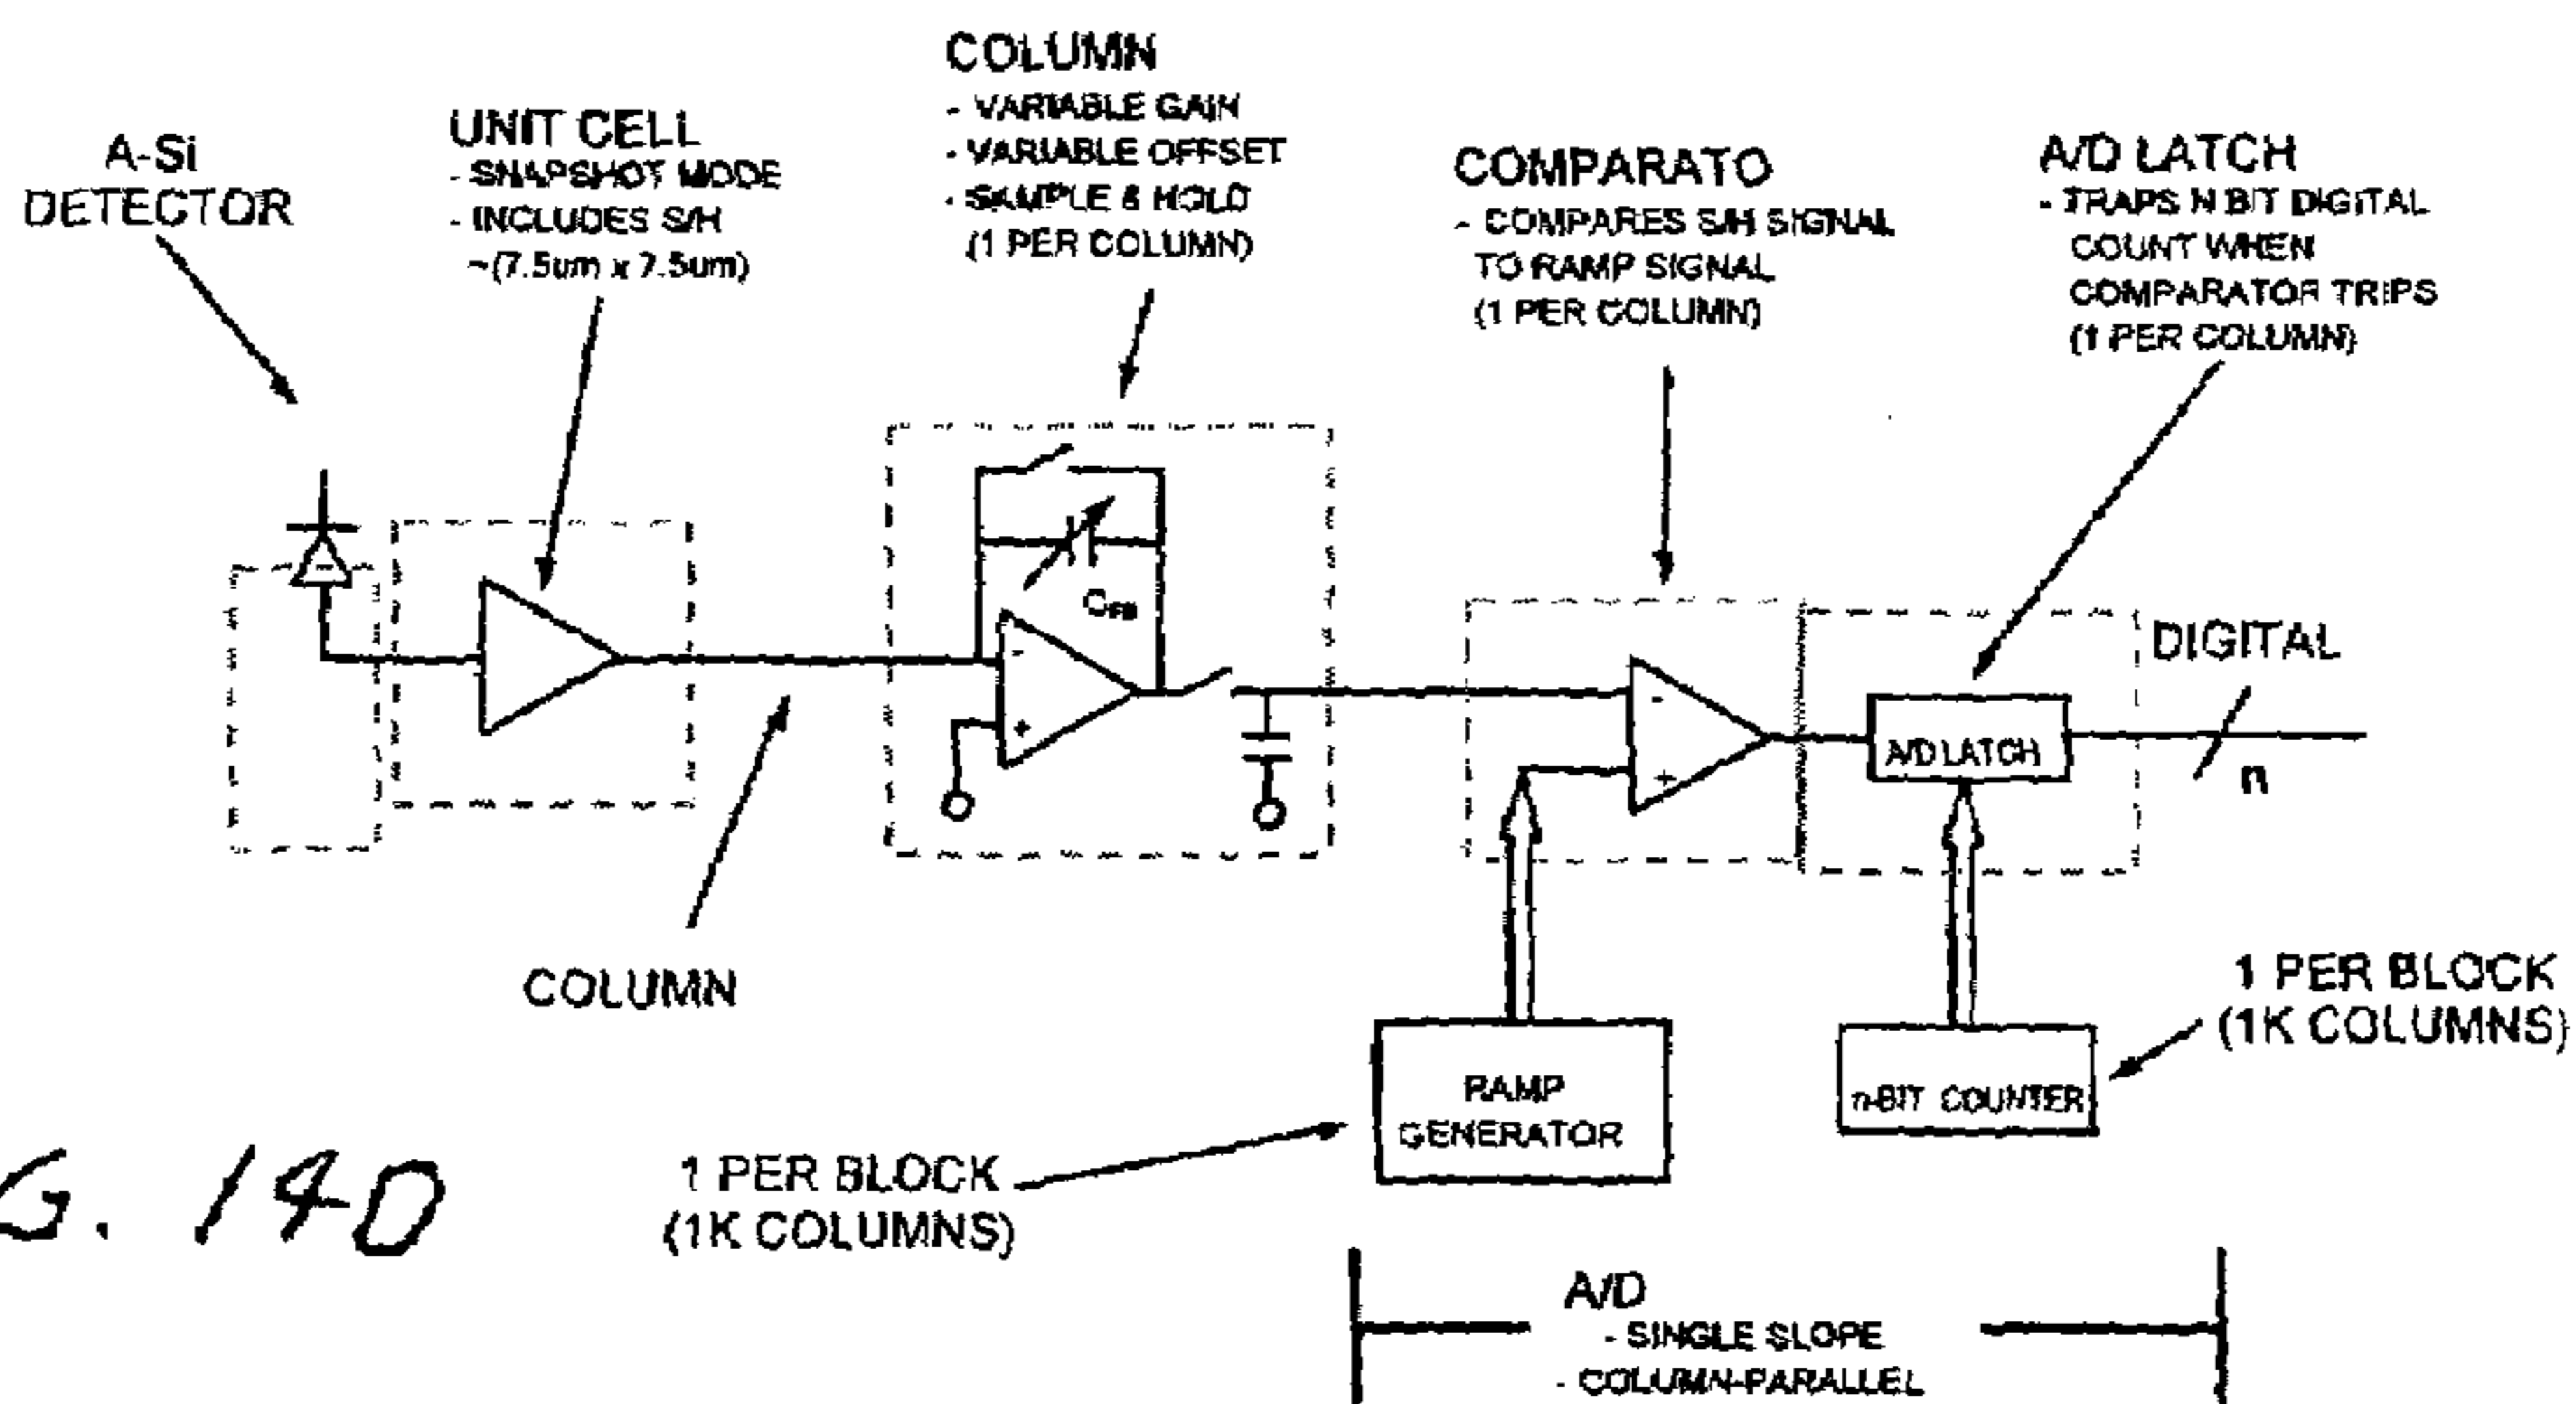 A-Si
DETECTOR
UNIT CELL
- SNAPSHOT MODE
- INCLUDES S/H
~(7.5um x 7.5um)
COLUMN
- VARIABLE GAIN
- VARIABLE OFFSET
- SAMPLE & HOLD
(1 PER COLUMN)
COMPARATO
- COMPARES S/H SIGNAL
TO RAMP SIGNAL
(1 PER COLUMN)
A/D LATCH
- TRAPS N BIT DIGITAL
COUNT WHEN
COMPARATOR TRIPS
(1 PER COLUMN)
CFB
-
+
-
+
A/D LATCH
DIGITAL
n
COLUMN
RAMP
GENERATOR
n-BIT COUNTER
1 PER BLOCK
(1K COLUMNS)
1 PER BLOCK
(1K COLUMNS)
G. 14D
A/D
- SINGLE SLOPE
- COLUMN-PARALLEL